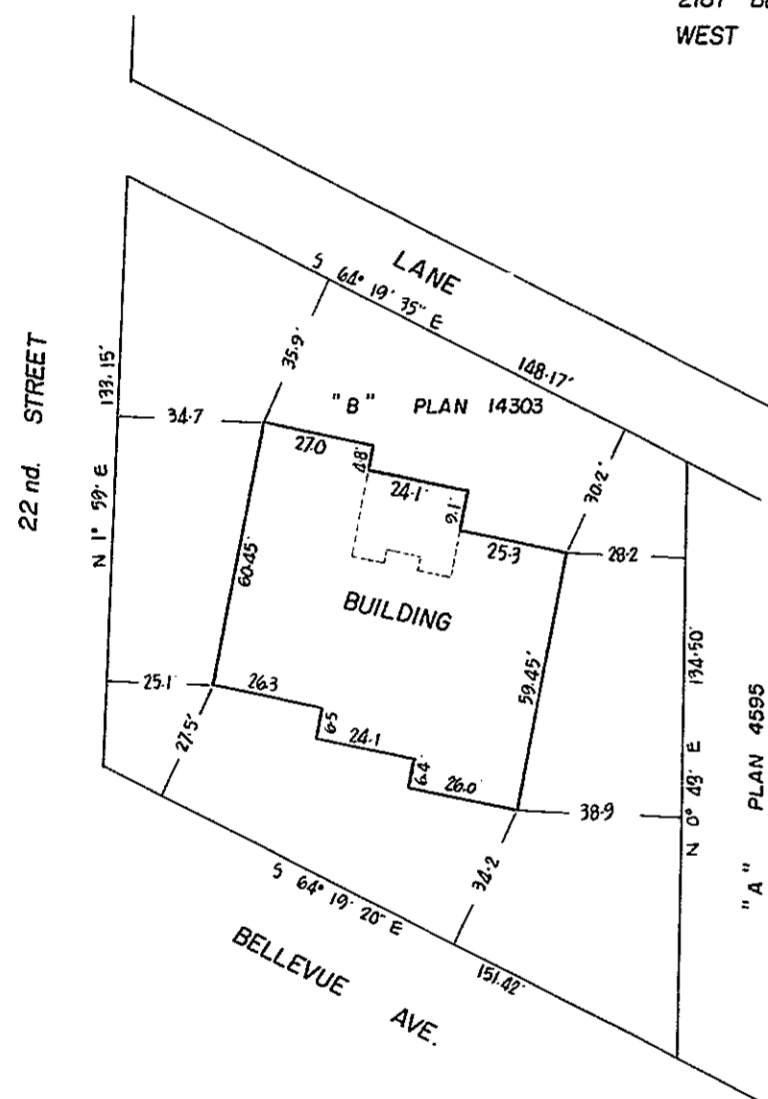 2187
WEST
LANE
S 64° 19' 35" E
148.17'
35.9'
"B" PLAN 14303
22 nd. STREET
N 1° 59' E 133.15'
34.7
27.0
4.8'
24.1'
9.1'
30.2'
25.3
28.2
60.45'
BUILDING
59.45'
N 0° 43' E 134.50'
"A" PLAN 4595
25.1'
26.3
27.5'
6.5
24.1
6.4'
26.0'
38.9
34.2
S 64° 19' 20" E
151.42'
BELLEVUE AVE.